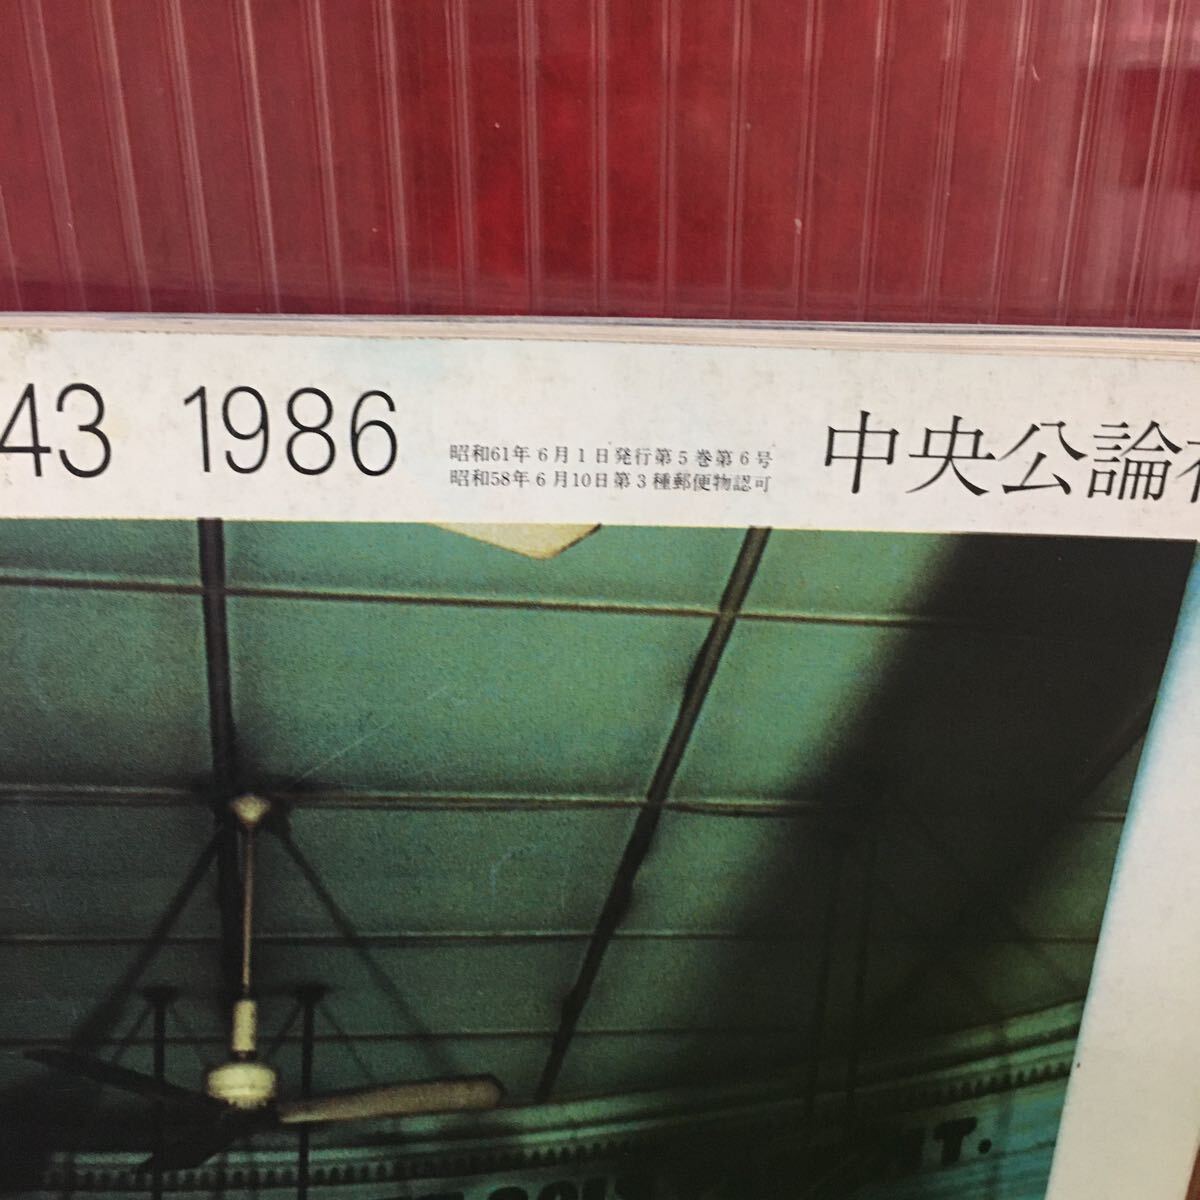 43 1986
昭和61年6月1日発行第5巻第6号
昭和58年6月10日第3種郵便物認可
中央公論社